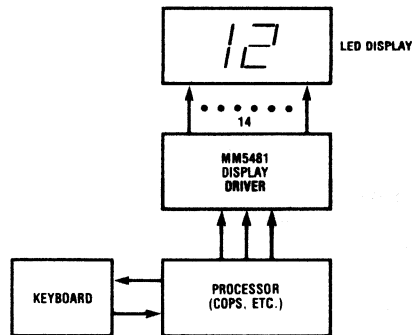 12
LED DISPLAY
14
MM5481
DISPLAY
DRIVER
KEYBOARD
PROCESSOR
(COPS, ETC.)